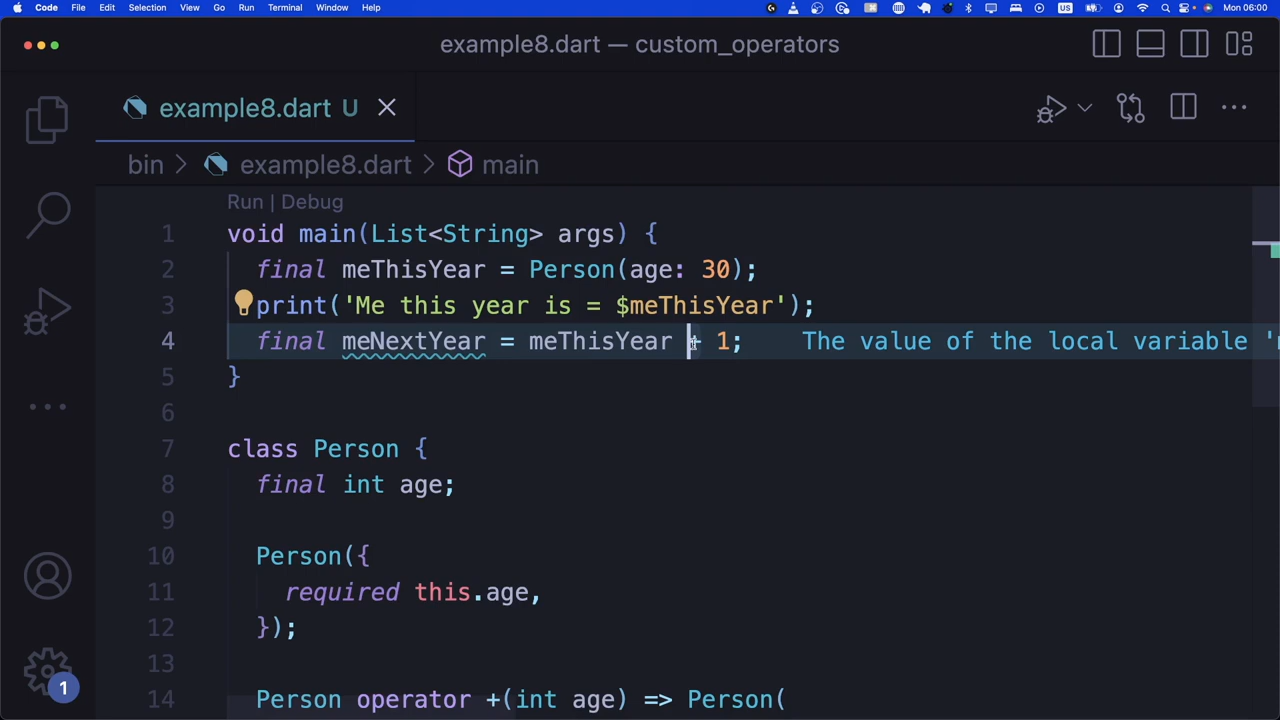 Code File Edit Selection View Go Run Terminal Window Help US Mon 06:00
example8.dart — custom_operators
example8.dart U
bin > example8.dart > main
Run | Debug
1 void main(List<String> args) {
2 final meThisYear = Person(age: 30);
3 print('Me this year is = $meThisYear');
4 final meNextYear = meThisYear + 1; The value of the local variable '
5 }
6
7 class Person {
8 final int age;
9
10 Person({
11 required this.age,
12 });
13
14 Person operator +(int age) => Person(
1